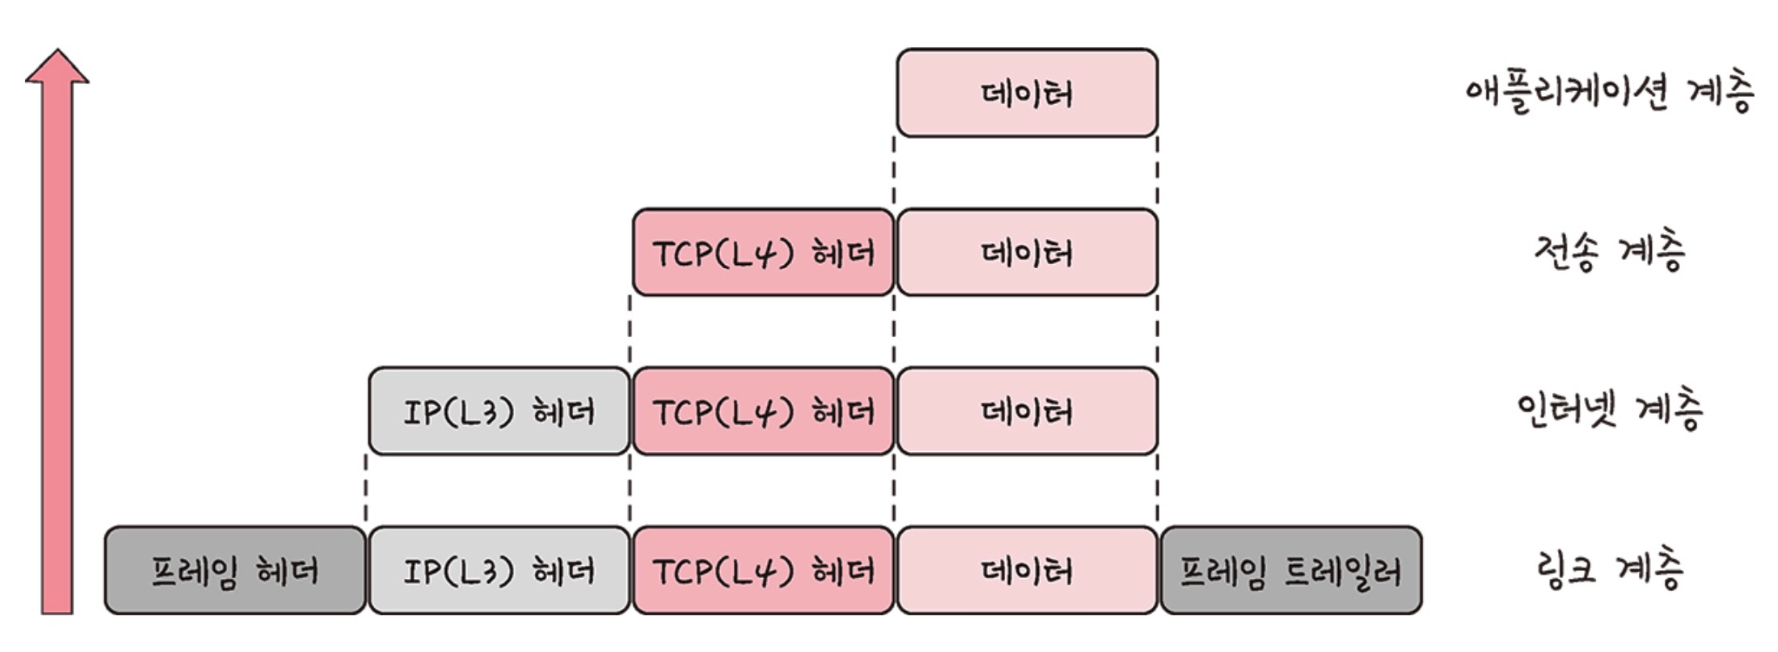 데이터 애플리케이션 계층
TCP(L4) 헤더 데이터 전송 계층
IP(L3) 헤더 TCP(L4) 헤더 데이터 인터넷 계층
프레임 헤더 IP(L3) 헤더 TCP(L4) 헤더 데이터 프레임 트레일러 링크 계층